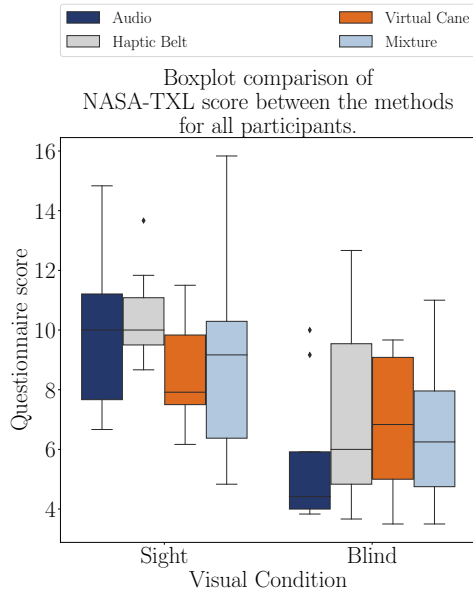 Audio
Virtual Cane
Haptic Belt
Mixture
Boxplot comparison of
NASA-TXL score between the methods
for all participants.
16
14
12
10
8
6
4
Questionnaire score
Sight
Blind
Visual Condition